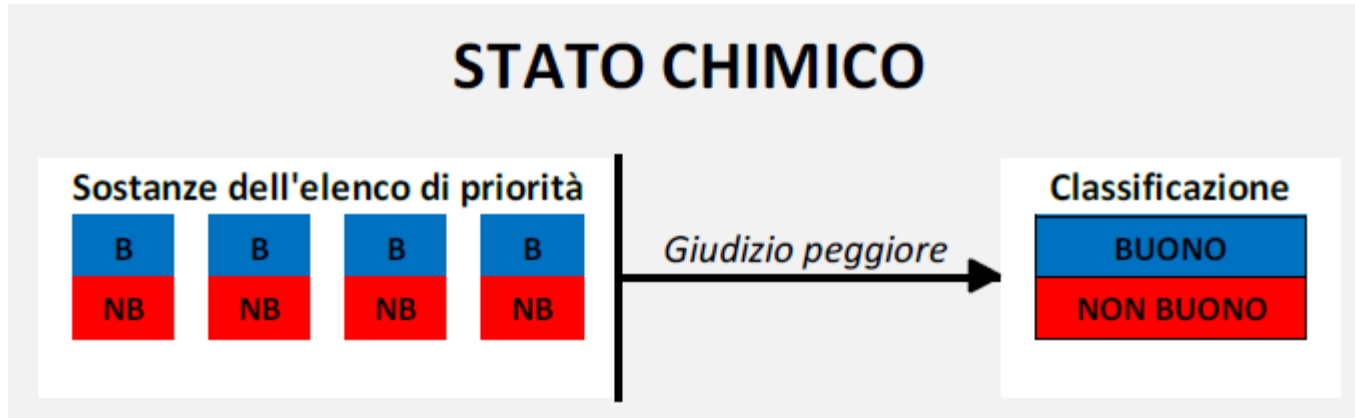 STATO CHIMICO
Sostanze dell'elenco di priorità
B B B B
NB NB NB NB
Giudizio peggiore
Classificazione
BUONO
NON BUONO